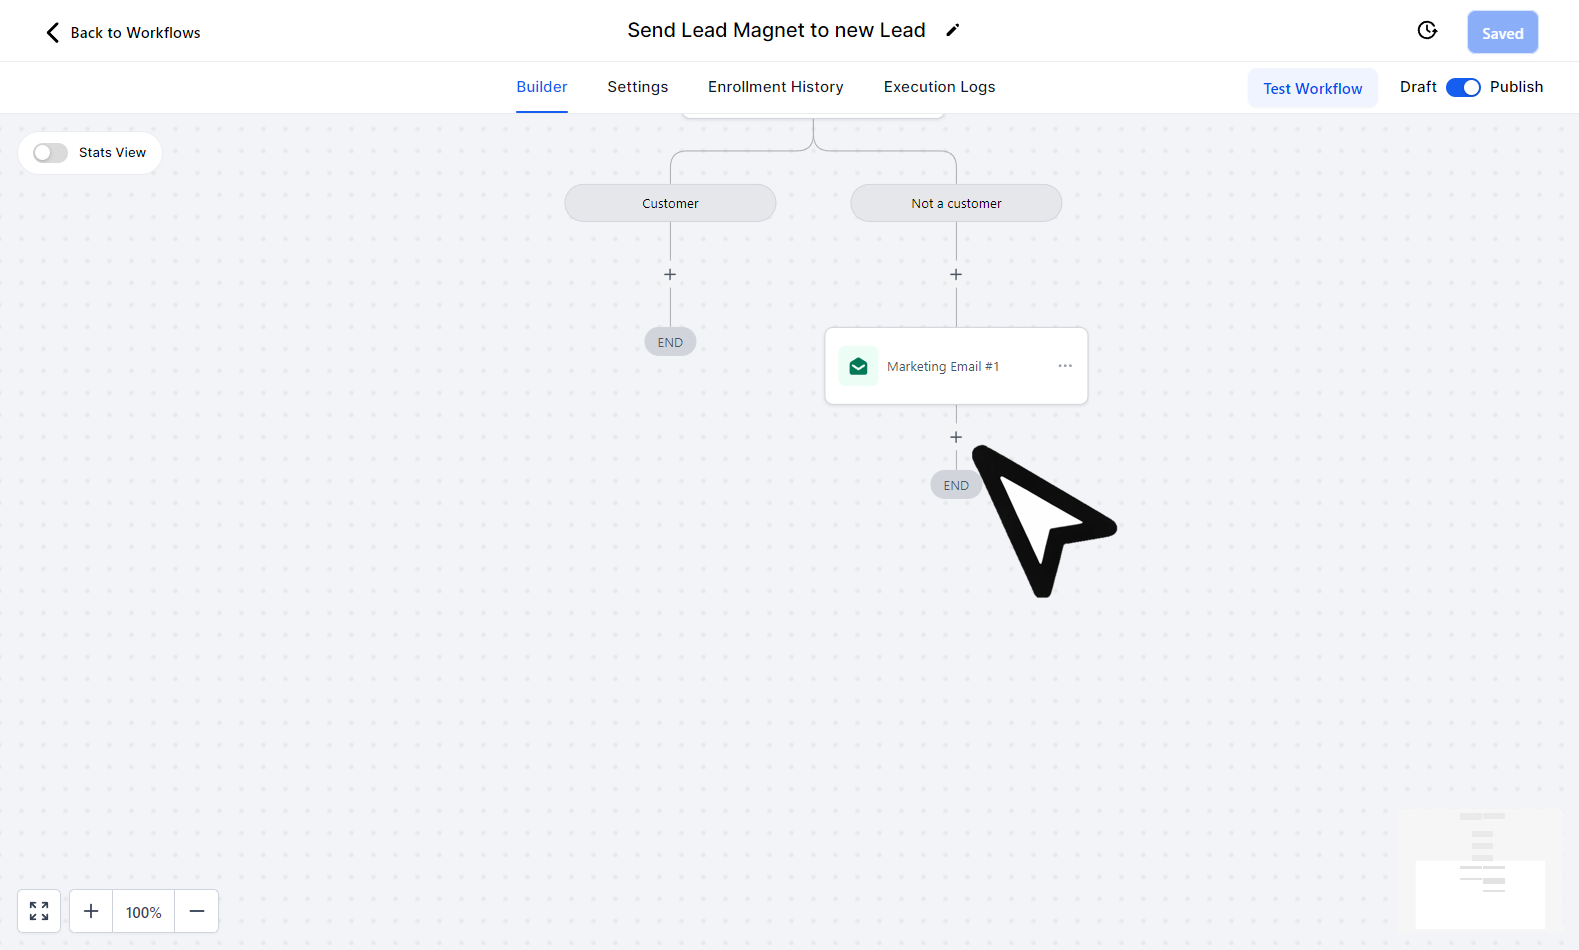 Back to Workflows
Send Lead Magnet to new Lead
Saved
Builder
Settings
Enrollment History
Execution Logs
Test Workflow
Draft
Publish
Stats View
Customer
Not a customer
END
Marketing Email #1
END
100%